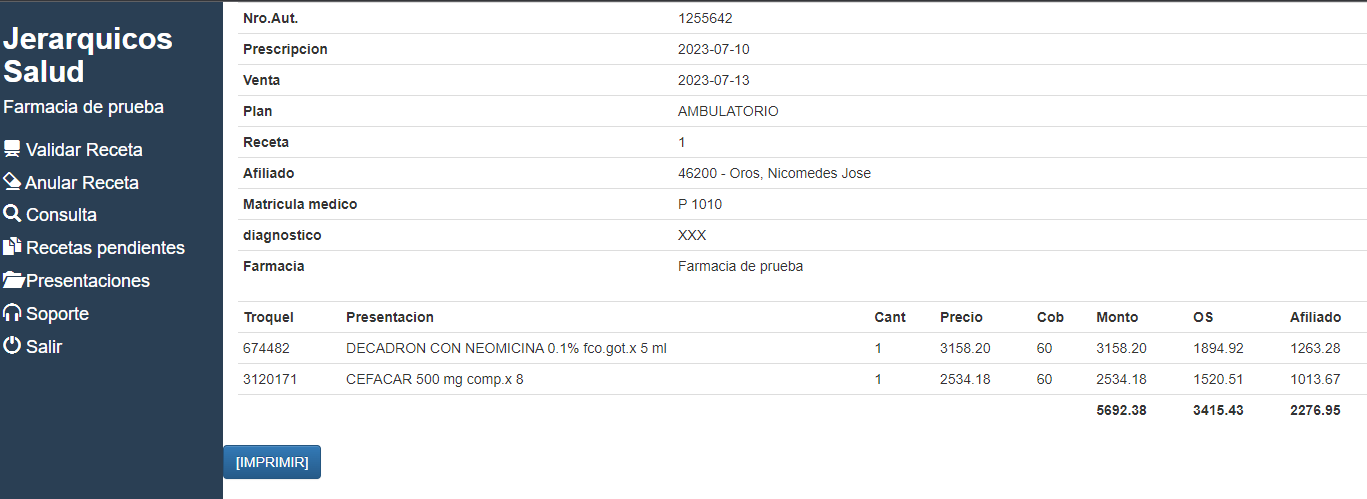 Jerarquicos
Salud
Farmacia de prueba
Validar Receta
Anular Receta
Consulta
Recetas pendientes
Presentaciones
Soporte
Salir
Nro.Aut. 1255642
Prescripcion 2023-07-10
Venta 2023-07-13
Plan AMBULATORIO
Receta 1
Afiliado 46200 - Oros, Nicomedes Jose
Matricula medico P 1010
diagnostico XXX
Farmacia Farmacia de prueba
Troquel Presentacion Cant Precio Cob Monto OS Afiliado
674482 DECADRON CON NEOMICINA 0.1% fco.got.x 5 ml 1 3158.20 60 3158.20 1894.92 1263.28
3120171 CEFACAR 500 mg comp.x 8 1 2534.18 60 2534.18 1520.51 1013.67
5692.38 3415.43 2276.95
[IMPRIMIR]